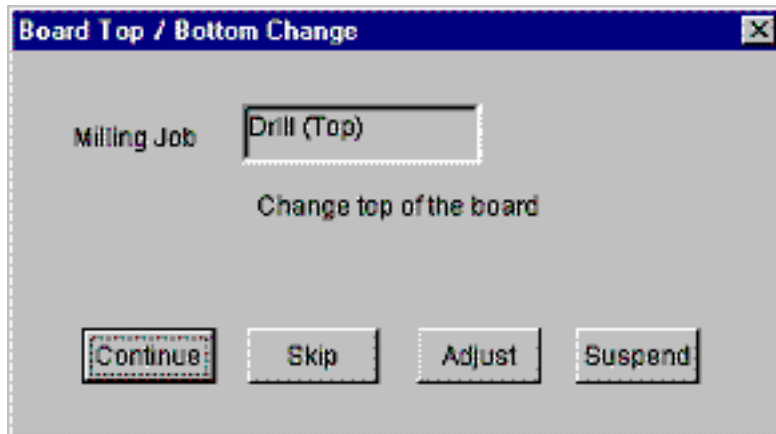 Board Top / Bottom Change
Milling Job Drill (Top)
Change top of the board
Continue Skip Adjust Suspend